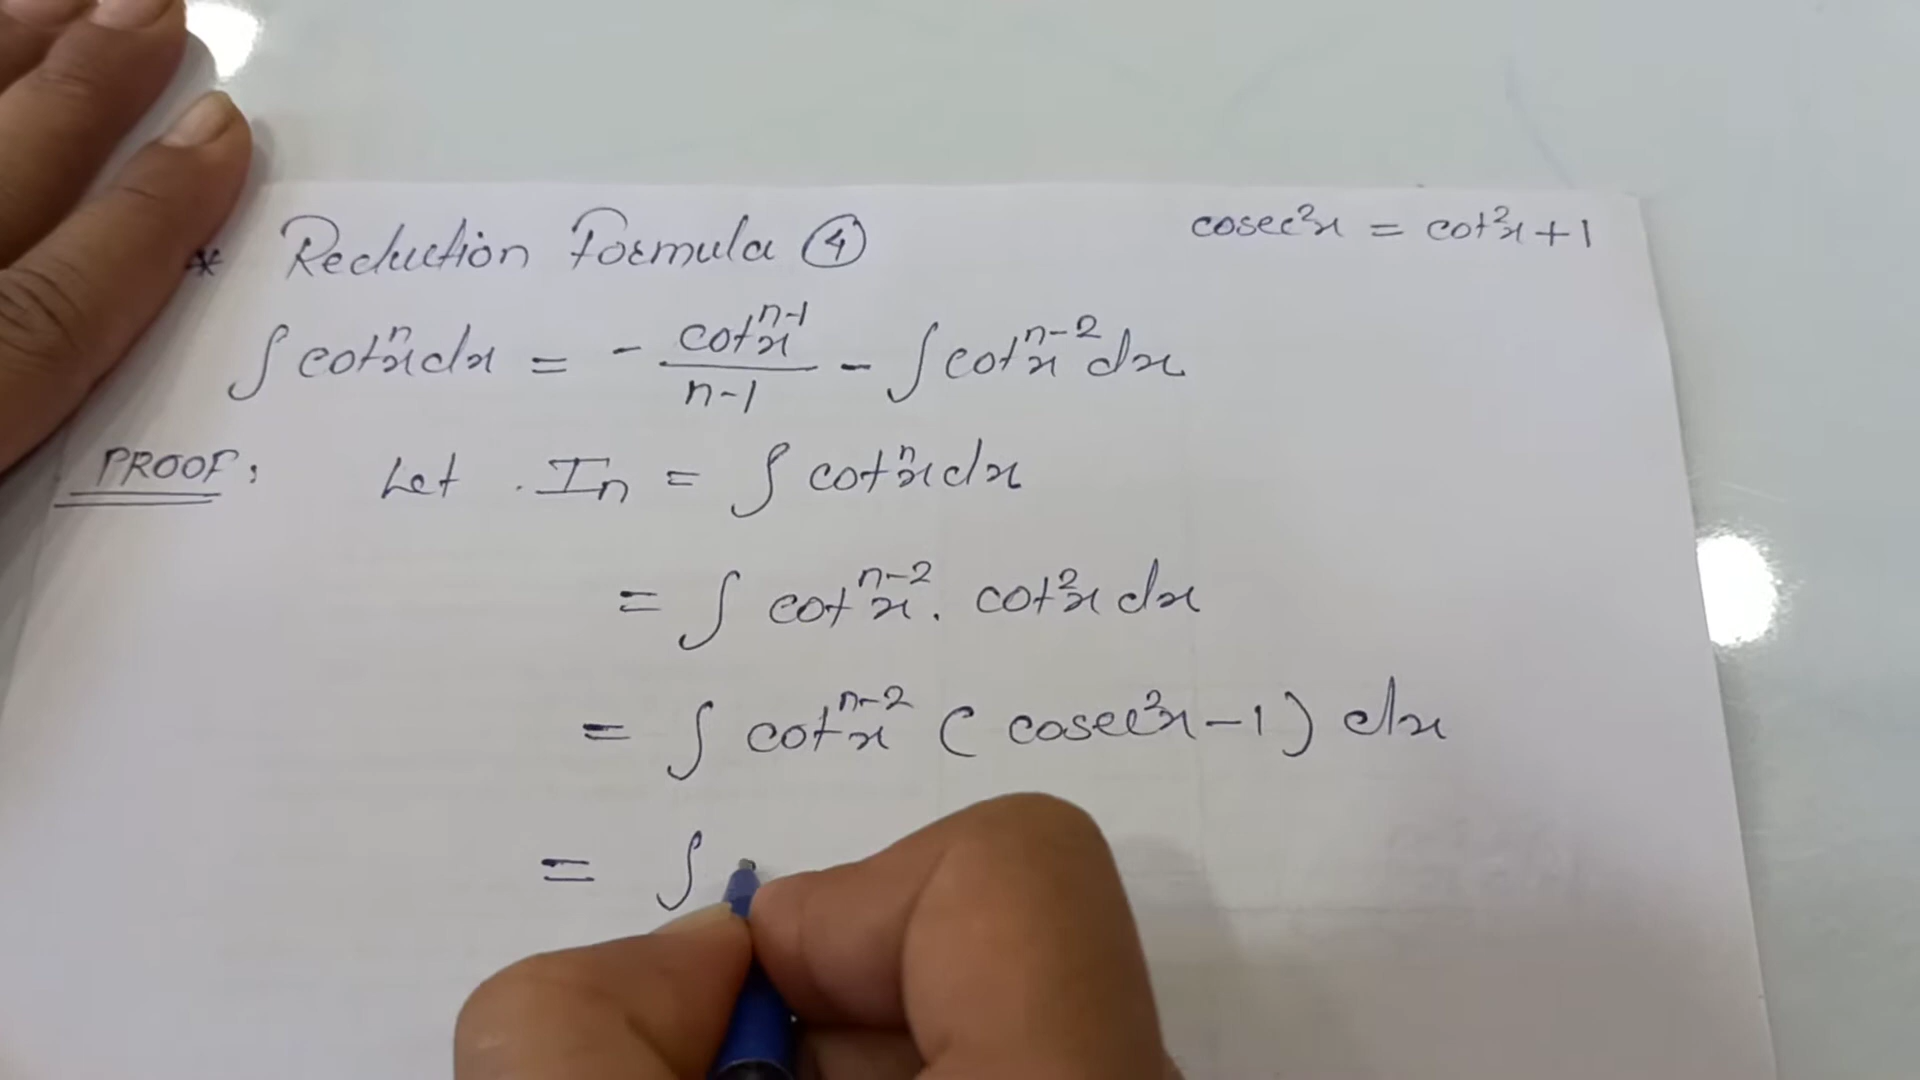 * Reduction Formula ④
cosec²x = cot²x + 1
∫ cotⁿx dx = - cotⁿ⁻¹x / n-1 - ∫ cotⁿ⁻²x dx
PROOF: Let . Iₙ = ∫ cotⁿx dx
= ∫ cotⁿ⁻²x . cot²x dx
= ∫ cotⁿ⁻²x ( cosec²x - 1 ) dx
= ∫